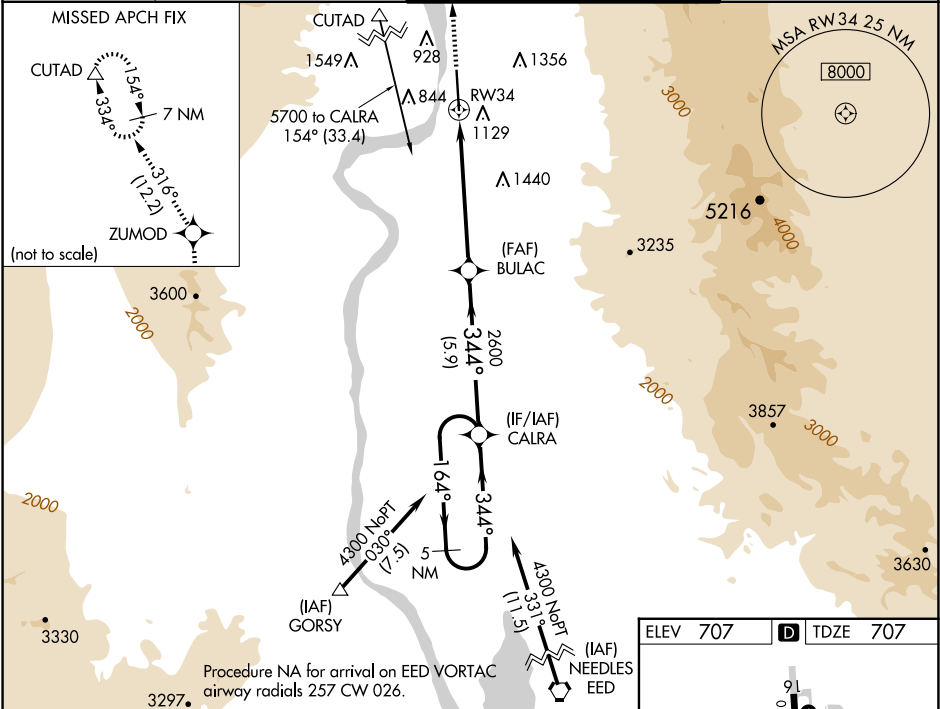 MISSED APCH FIX
CUTAD
154°
334°
7 NM
316°
(12.2)
ZUMOD
(not to scale)
CUTAD
1549
928
1356
844
RW34
1129
5700 to CALRA
154° (33.4)
1440
MSA RW34 25 NM
8000
3000
5216
4000
3235
(FAF)
BULAC
3600
2000
2600
344°
(5.9)
2000
3857
3000
(IF/IAF)
CALRA
164°
344°
2000
4300 NoPT
030°
(7.5)
5
NM
4300 NoPT
331°
(11.5)
3630
(IAF)
GORSY
3330
(IAF)
NEEDLES
EED
Procedure NA for arrival on EED VORTAC
airway radials 257 CW 026.
3297
ELEV 707 D TDZE 707
16